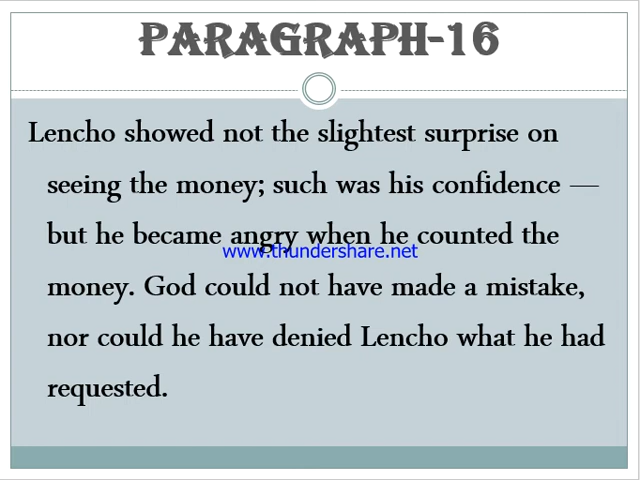 PARAGRAPH-16
Lencho showed not the slightest surprise on
seeing the money; such was his confidence —
but he became angry when he counted the
www.thundershare.net
money. God could not have made a mistake,
nor could he have denied Lencho what he had
requested.